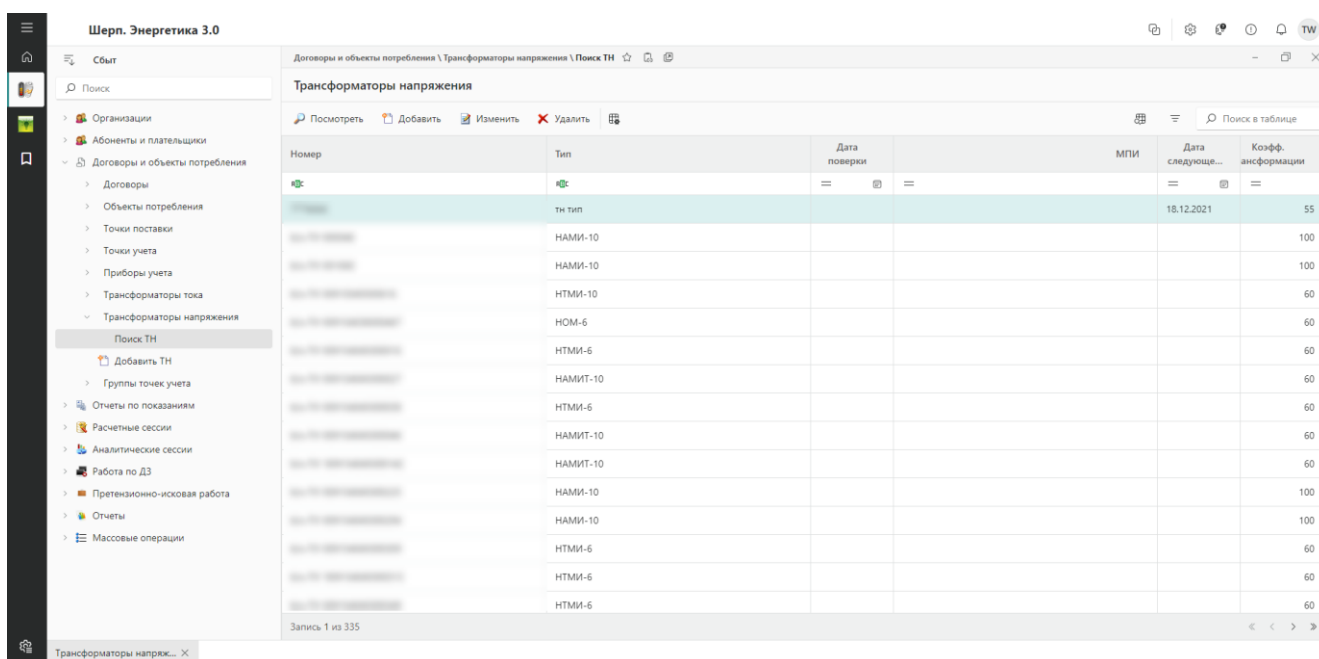 Шерп. Энергетика 3.0
TW
Сбыт
Договоры и объекты потребления \ Трансформаторы напряжения \ Поиск ТН
Поиск
Трансформаторы напряжения
Организации
Абоненты и плательщики
Договоры и объекты потребления
Договоры
Объекты потребления
Точки поставки
Точки учета
Приборы учета
Трансформаторы тока
Трансформаторы напряжения
Поиск ТН
Добавить ТН
Группы точек учета
Отчеты по показаниям
Расчетные сессии
Аналитические сессии
Работа по ДЗ
Претензионно-исковая работа
Отчеты
Массовые операции
Посмотреть Добавить Изменить Удалить Поиск в таблице
Номер Тип Дата поверки МПИ Дата следующе... Коэфф. ансформации
тн тип 18.12.2021 55
НАМИ-10 100
НАМИ-10 100
НТМИ-10 60
НОМ-6 60
НТМИ-6 60
НАМИТ-10 60
НТМИ-6 60
НАМИТ-10 60
НАМИТ-10 60
НАМИ-10 100
НАМИ-10 100
НТМИ-6 60
НТМИ-6 60
НТМИ-6 60
Запись 1 из 335
Трансформаторы напряж...